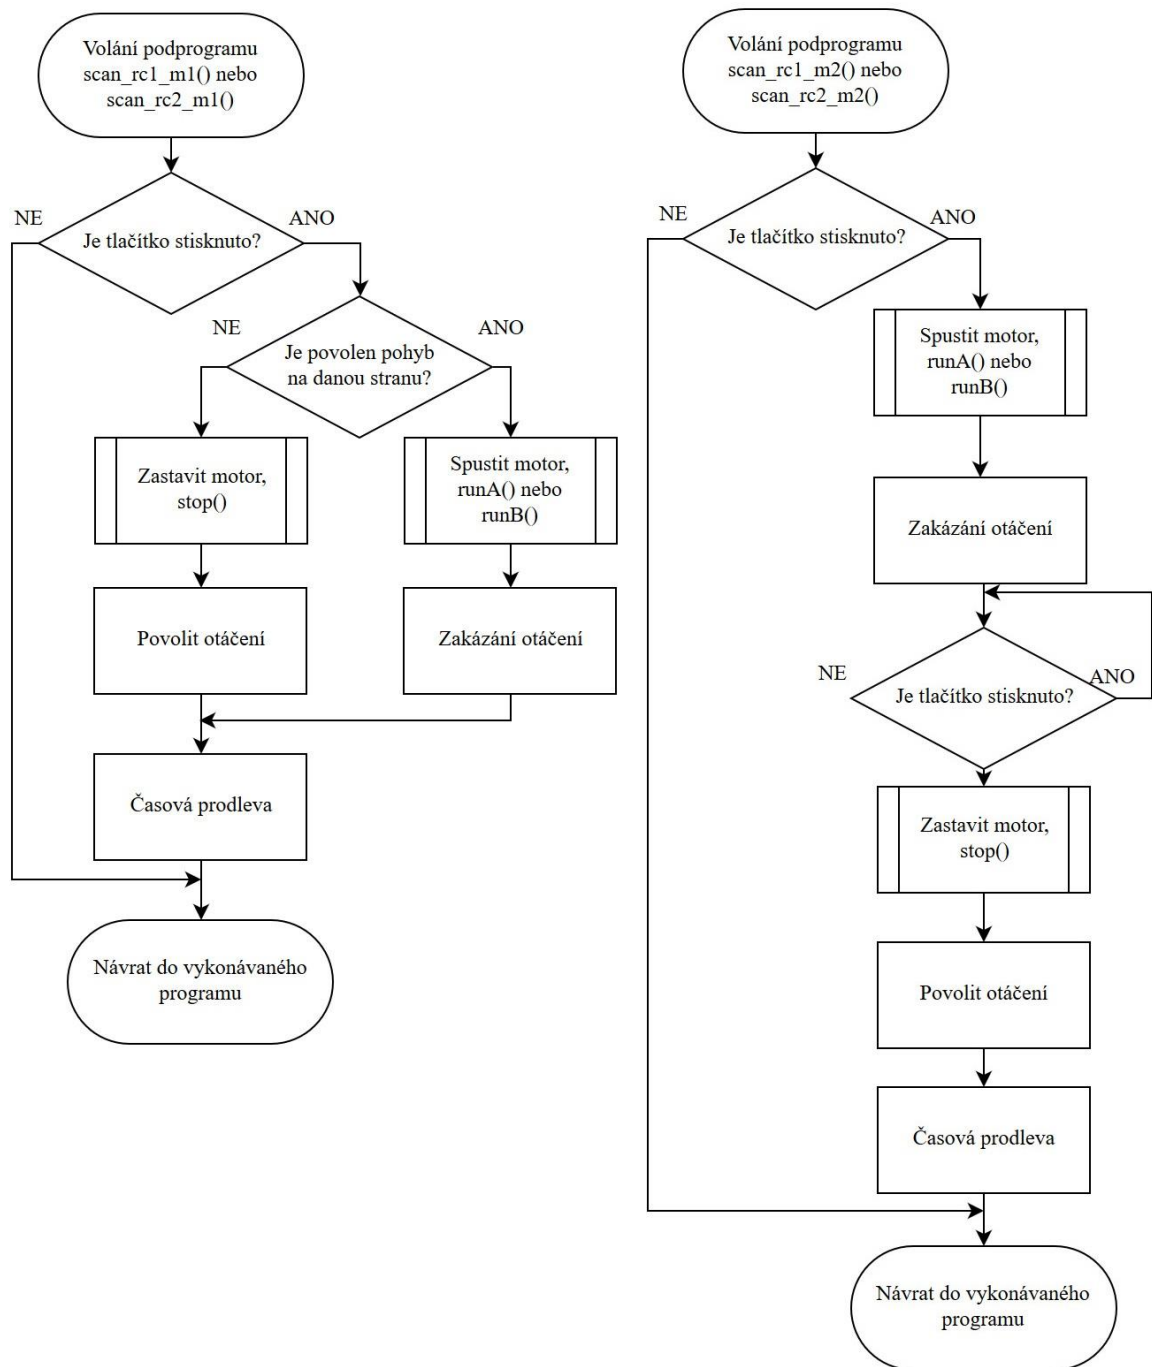 Volání podprogramu
scan_rc1_m1() nebo
scan_rc2_m1()
NE
ANO
Je tlačítko stisknuto?
NE
ANO
Je povolen pohyb
na danou stranu?
Zastavit motor,
stop()
Spustit motor,
runA() nebo
runB()
Povolit otáčení
Zakázání otáčení
Časová prodleva
Návrat do vykonávaného
programu
Volání podprogramu
scan_rc1_m2() nebo
scan_rc2_m2()
NE
ANO
Je tlačítko stisknuto?
Spustit motor,
runA() nebo
runB()
Zakázání otáčení
NE
ANO
Je tlačítko stisknuto?
Zastavit motor,
stop()
Povolit otáčení
Časová prodleva
Návrat do vykonávaného
programu